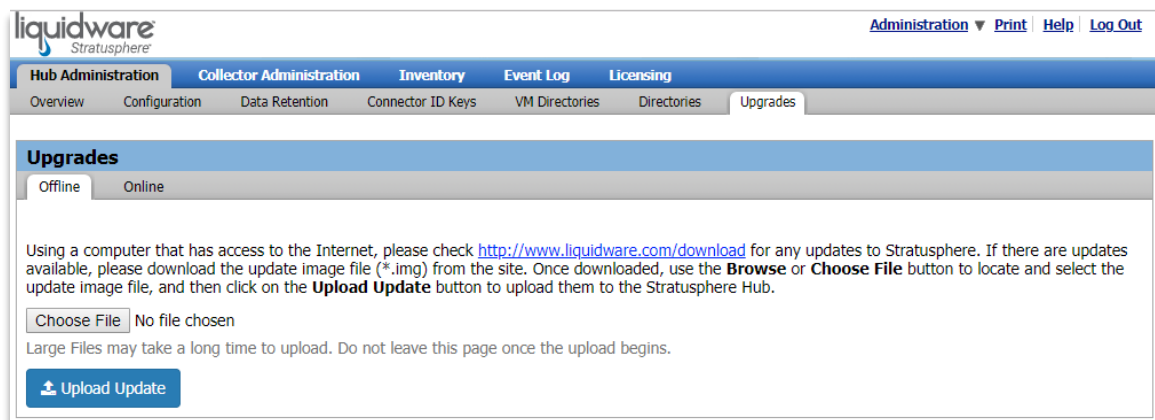 liquidware
Stratusphere
Administration ▼ Print Help Log Out
Hub Administration Collector Administration Inventory Event Log Licensing
Overview Configuration Data Retention Connector ID Keys VM Directories Directories Upgrades
Upgrades
Offline Online
Using a computer that has access to the Internet, please check http://www.liquidware.com/download for any updates to Stratusphere. If there are updates
available, please download the update image file (*.img) from the site. Once downloaded, use the Browse or Choose File button to locate and select the
update image file, and then click on the Upload Update button to upload them to the Stratusphere Hub.
Choose File No file chosen
Large Files may take a long time to upload. Do not leave this page once the upload begins.
Upload Update